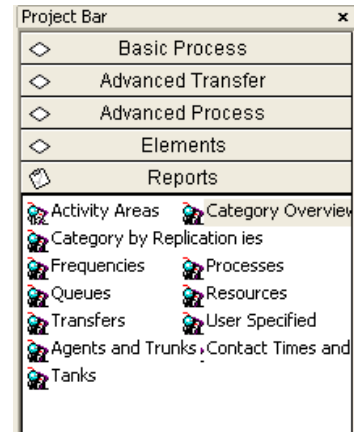 Project Bar x
Basic Process
Advanced Transfer
Advanced Process
Elements
Reports
Activity Areas Category Overview
Category by Replication ies
Frequencies Processes
Queues Resources
Transfers User Specified
Agents and Trunks Contact Times and
Tanks